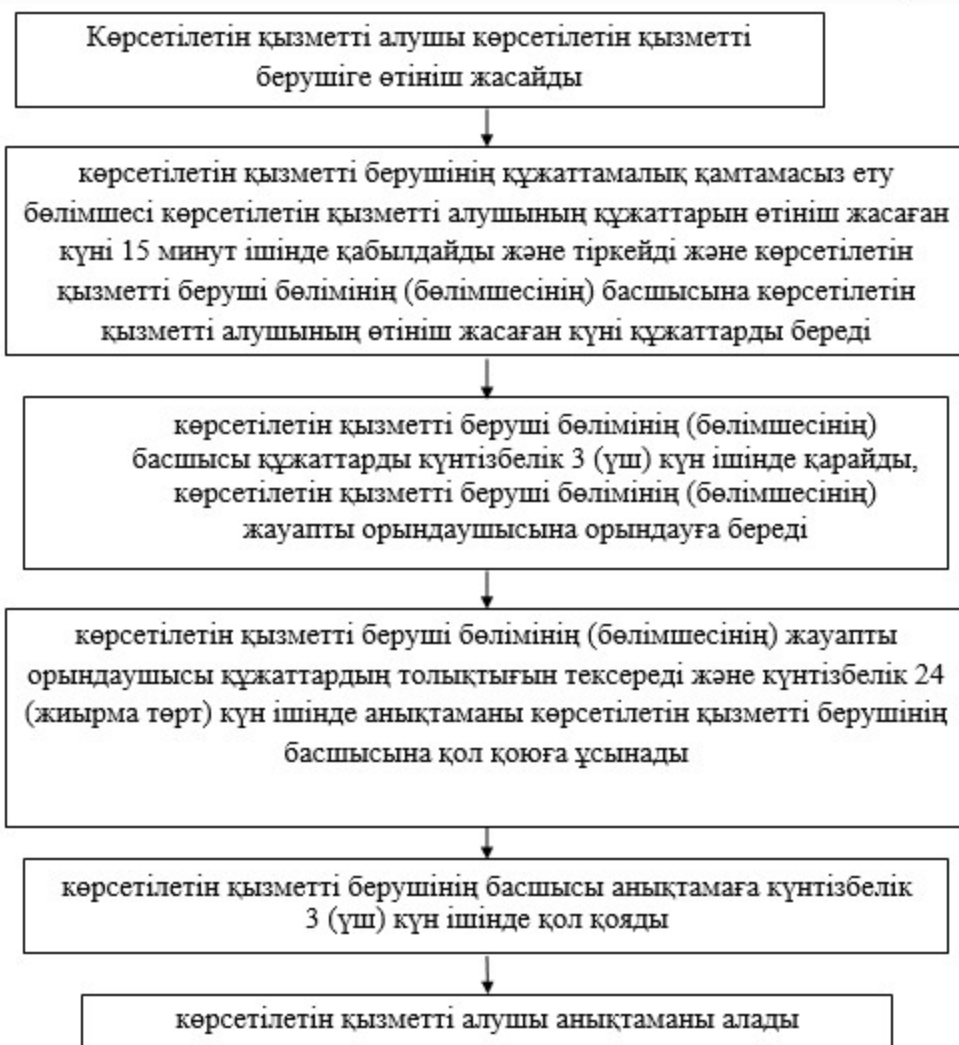 Көрсетілетін қызметті алушы көрсетілетін қызметті
берушіге өтініш жасайды
көрсетілетін қызметті берушінің құжаттамалық қамтамасыз ету
бөлімшесі көрсетілетін қызметті алушының құжаттарын өтініш жасаған
күні 15 минут ішінде қабылдайды және тіркейді және көрсетілетін
қызметті беруші бөлімінің (бөлімшесінің) басшысына көрсетілетін
қызметті алушының өтініш жасаған күні құжаттарды береді
көрсетілетін қызметті беруші бөлімінің (бөлімшесінің)
басшысы құжаттарды күнтізбелік 3 (үш) күн ішінде қарайды,
көрсетілетін қызметті беруші бөлімінің (бөлімшесінің)
жауапты орындаушысына орындауға береді
көрсетілетін қызметті беруші бөлімінің (бөлімшесінің) жауапты
орындаушысы құжаттардың толықтығын тексереді және күнтізбелік 24
(жиырма төрт) күн ішінде анықтаманы көрсетілетін қызметті берушінің
басшысына қол қоюға ұсынады
көрсетілетін қызметті берушінің басшысы анықтамаға күнтізбелік
3 (үш) күн ішінде қол қояды
көрсетілетін қызметті алушы анықтаманы алады